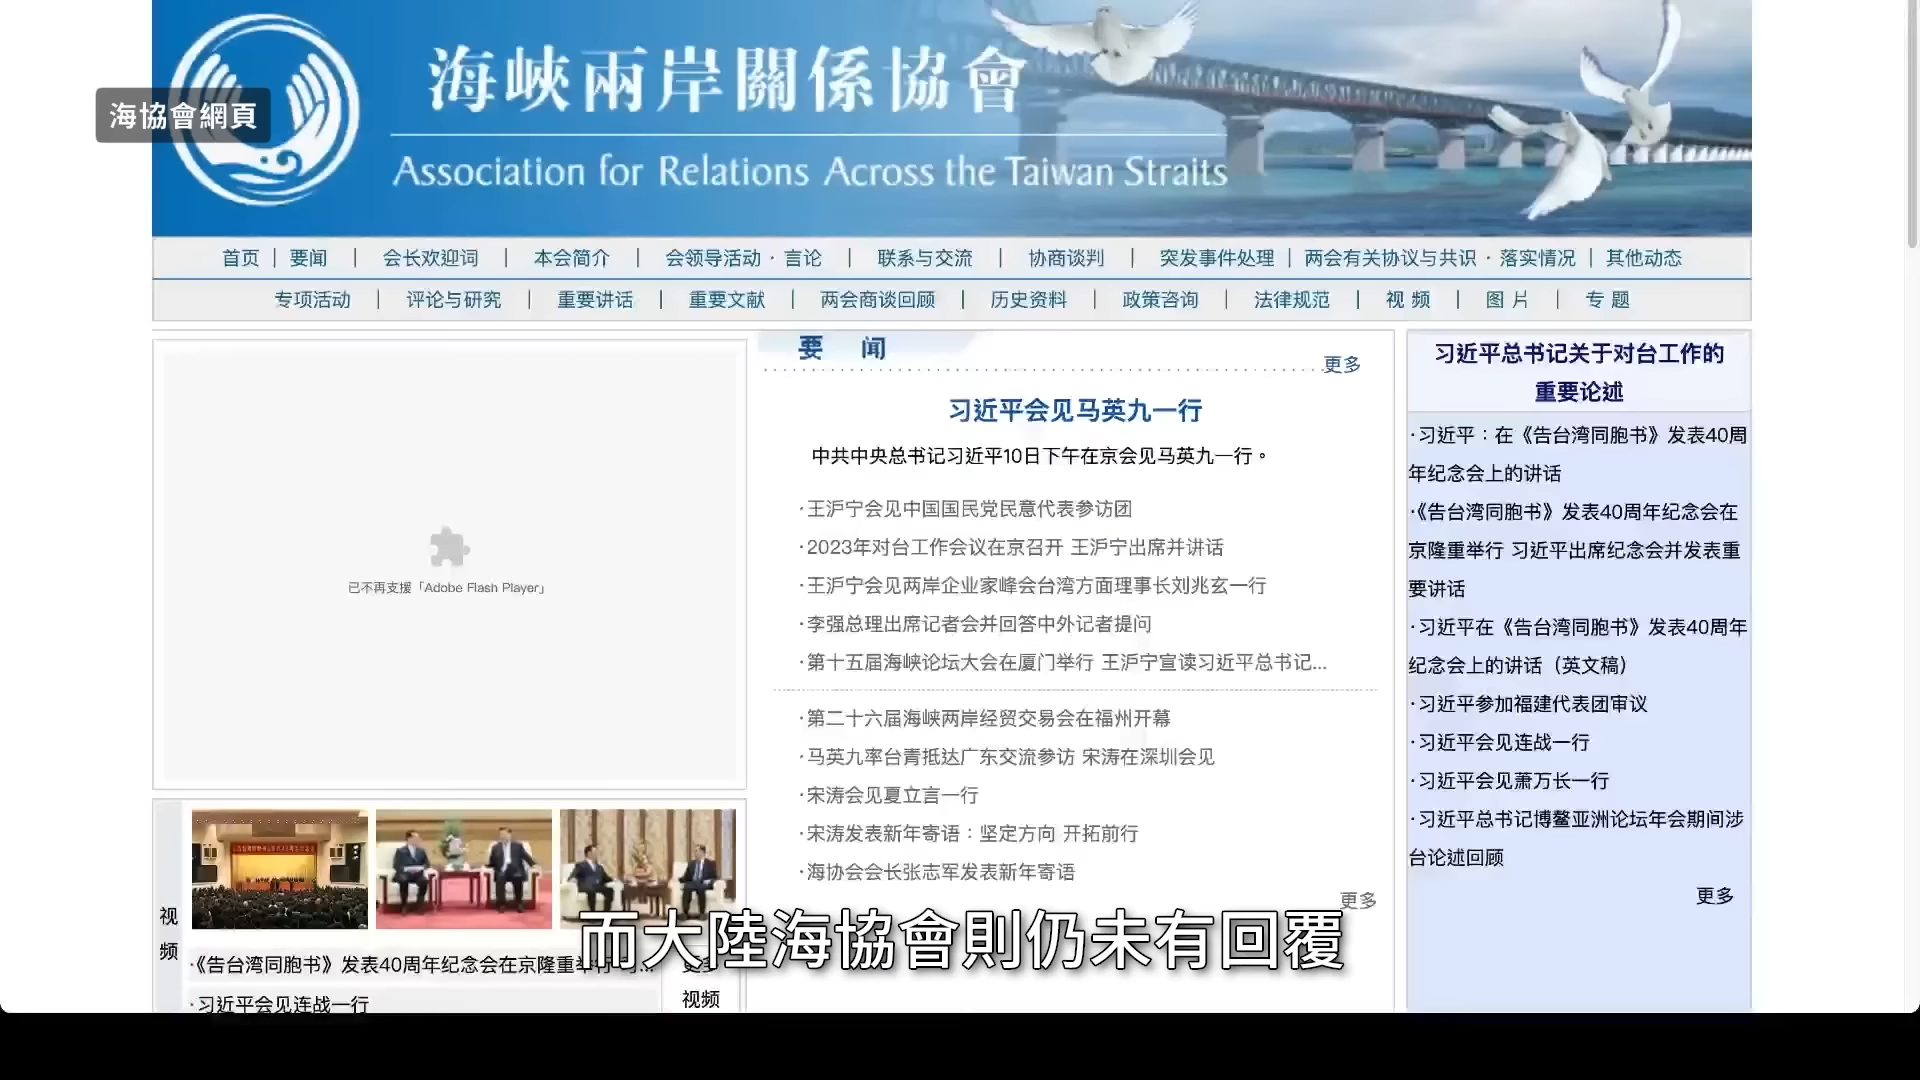 海協會網頁
海峽兩岸關係協會
Association for Relations Across the Taiwan Straits
首页 | 要闻 | 会长欢迎词 | 本会简介 | 会领导活动 · 言论 | 联系与交流 | 协商谈判 | 突发事件处理 | 两会有关协议与共识 · 落实情况 | 其他动态
专项活动 | 评论与研究 | 重要讲话 | 重要文献 | 两会商谈回顾 | 历史资料 | 政策咨询 | 法律规范 | 视 频 | 图 片 | 专 题
已不再支援「Adobe Flash Player」
要 闻
更多
习近平会见马英九一行
中共中央总书记习近平10日下午在京会见马英九一行。
·王沪宁会见中国国民党民意代表参访团
·2023年对台工作会议在京召开 王沪宁出席并讲话
·王沪宁会见两岸企业家峰会台湾方面理事长刘兆玄一行
·李强总理出席记者会并回答中外记者提问
·第十五届海峡论坛大会在厦门举行 王沪宁宣读习近平总书记...
·第二十六届海峡两岸经贸交易会在福州开幕
·马英九率台青抵达广东交流参访 宋涛在深圳会见
·宋涛会见夏立言一行
·宋涛发表新年寄语：坚定方向 开拓前行
·海协会会长张志军发表新年寄语
更多
习近平总书记关于对台工作的
重要论述
·习近平：在《告台湾同胞书》发表40周
年纪念会上的讲话
·《告台湾同胞书》发表40周年纪念会在
京隆重举行 习近平出席纪念会并发表重
要讲话
·习近平在《告台湾同胞书》发表40周年
纪念会上的讲话（英文稿）
·习近平参加福建代表团审议
·习近平会见连战一行
·习近平会见萧万长一行
·习近平总书记博鳌亚洲论坛年会期间涉
台论述回顾
更多
视
频
·《告台湾同胞书》发表40周年纪念会在京隆重举
·习近平会见连战一行
视频
而大陸海協會則仍未有回覆